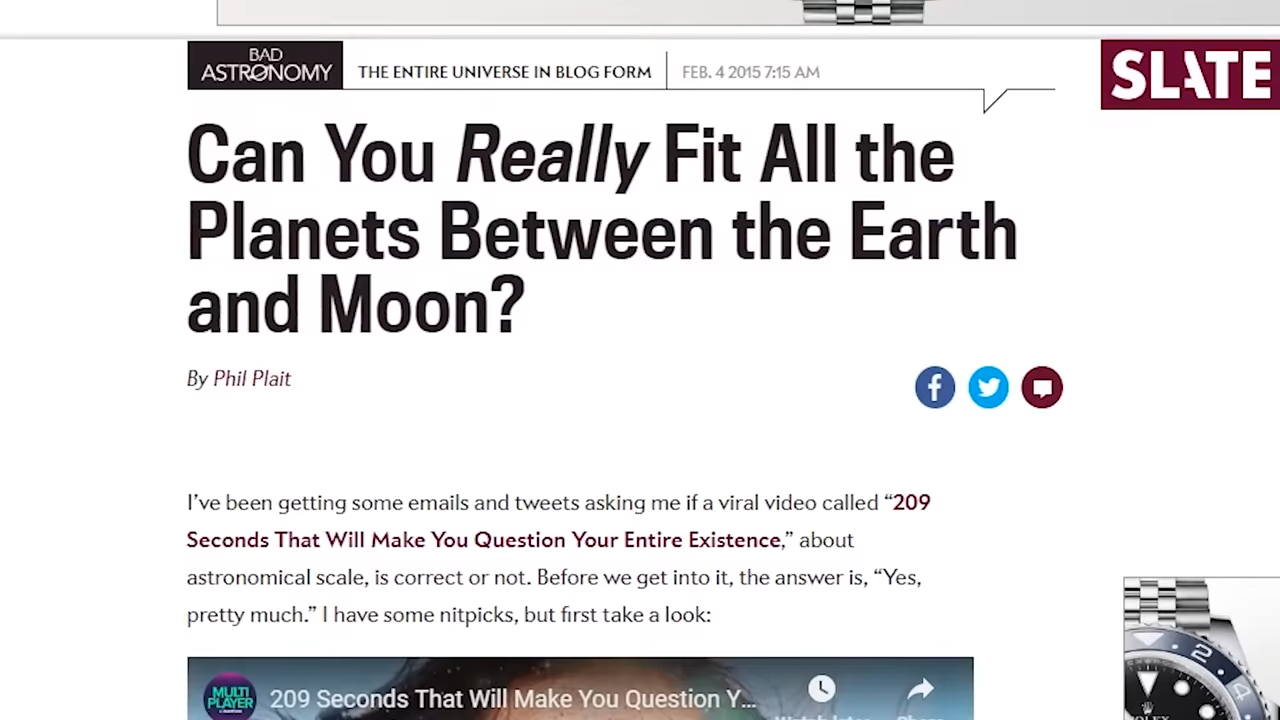 BAD
ASTRONOMY
THE ENTIRE UNIVERSE IN BLOG FORM
FEB. 4 2015 7:15 AM
SLATE
Can You Really Fit All the
Planets Between the Earth
and Moon?
By Phil Plait
I've been getting some emails and tweets asking me if a viral video called “209
Seconds That Will Make You Question Your Entire Existence,” about
astronomical scale, is correct or not. Before we get into it, the answer is, “Yes,
pretty much.” I have some nitpicks, but first take a look:
MULTI
PLAYER
209 Seconds That Will Make You Question Y...
2
ROLEX